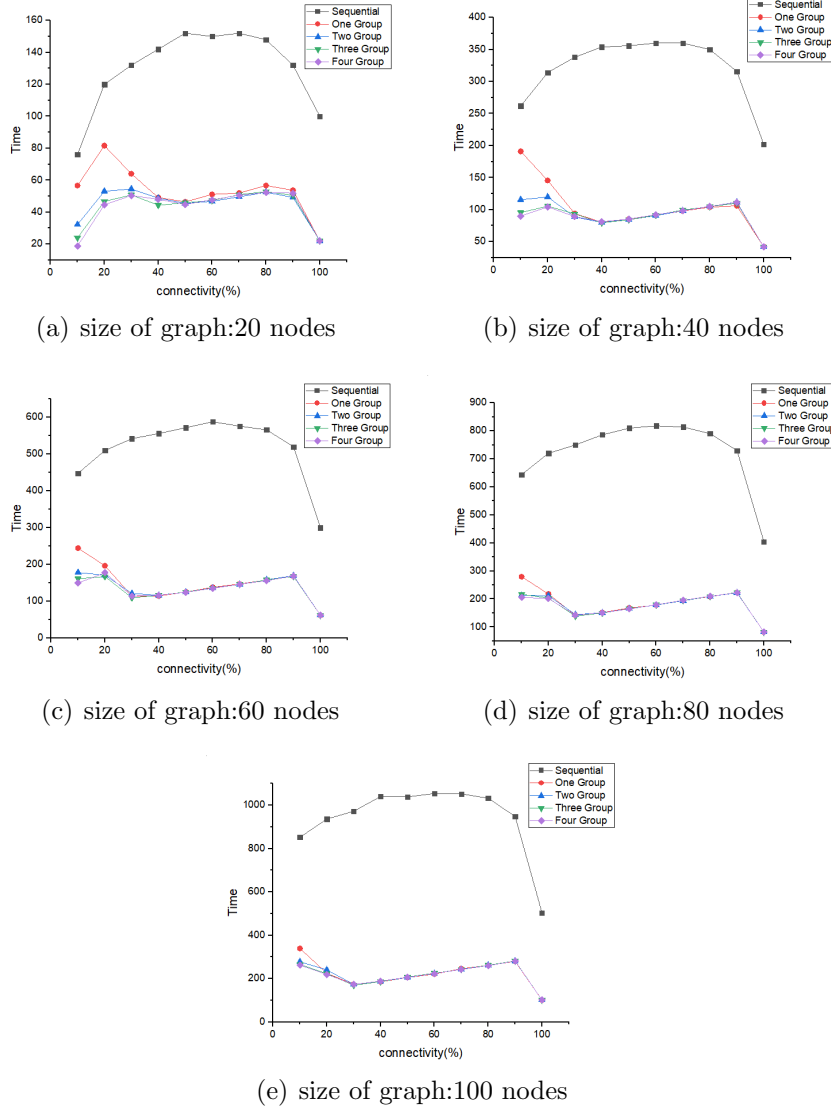 160
140
120
100
80
60
40
20
Time
0 20 40 60 80 100
connectivity(%)
Sequential
One Group
Two Group
Three Group
Four Group
(a) size of graph:20 nodes
400
350
300
250
200
150
100
50
Time
0 20 40 60 80 100
connectivity(%)
Sequential
One Group
Two Group
Three Group
Four Group
(b) size of graph:40 nodes
600
500
400
300
200
100
0
Time
0 20 40 60 80 100
connectivity(%)
Sequential
One Group
Two Group
Three Group
Four Group
(c) size of graph:60 nodes
900
800
700
600
500
400
300
200
100
Time
0 20 40 60 80 100
connectivity(%)
Sequential
One Group
Two Group
Three Group
Four Group
(d) size of graph:80 nodes
1000
800
600
400
200
0
Time
0 20 40 60 80 100
connectivity(%)
Sequential
One Group
Two Group
Three Group
Four Group
(e) size of graph:100 nodes